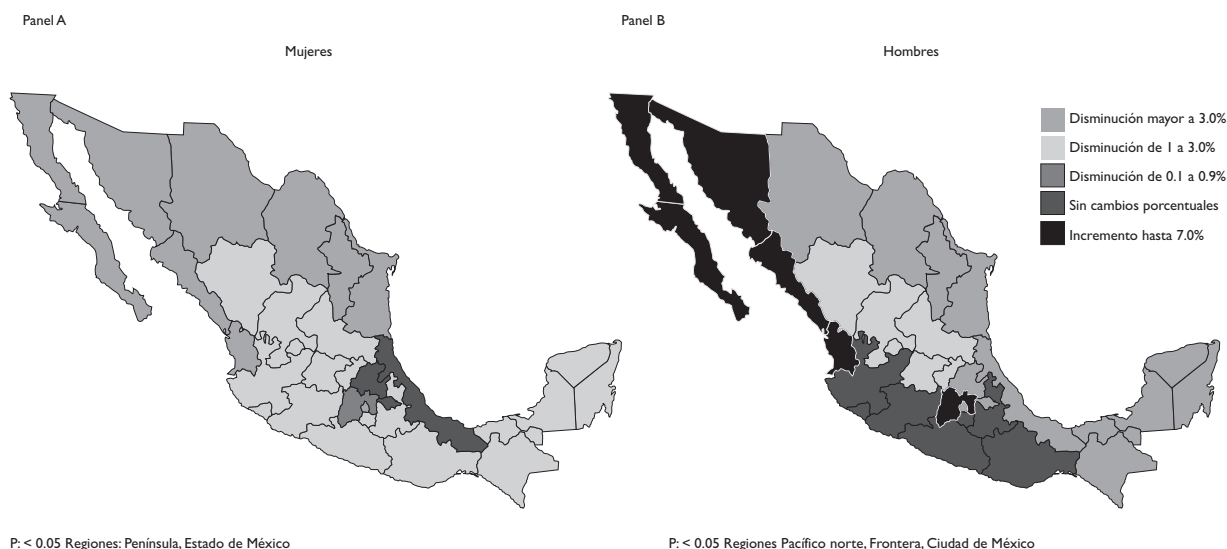 Panel A
Panel B
Mujeres
Hombres
Disminución mayor a 3.0%
Disminución de 1 a 3.0%
Disminución de 0.1 a 0.9%
Sin cambios porcentuales
Incremento hasta 7.0%
P: < 0.05 Regiones: Península, Estado de México
P: < 0.05 Regiones Pacífico norte, Frontera, Ciudad de México